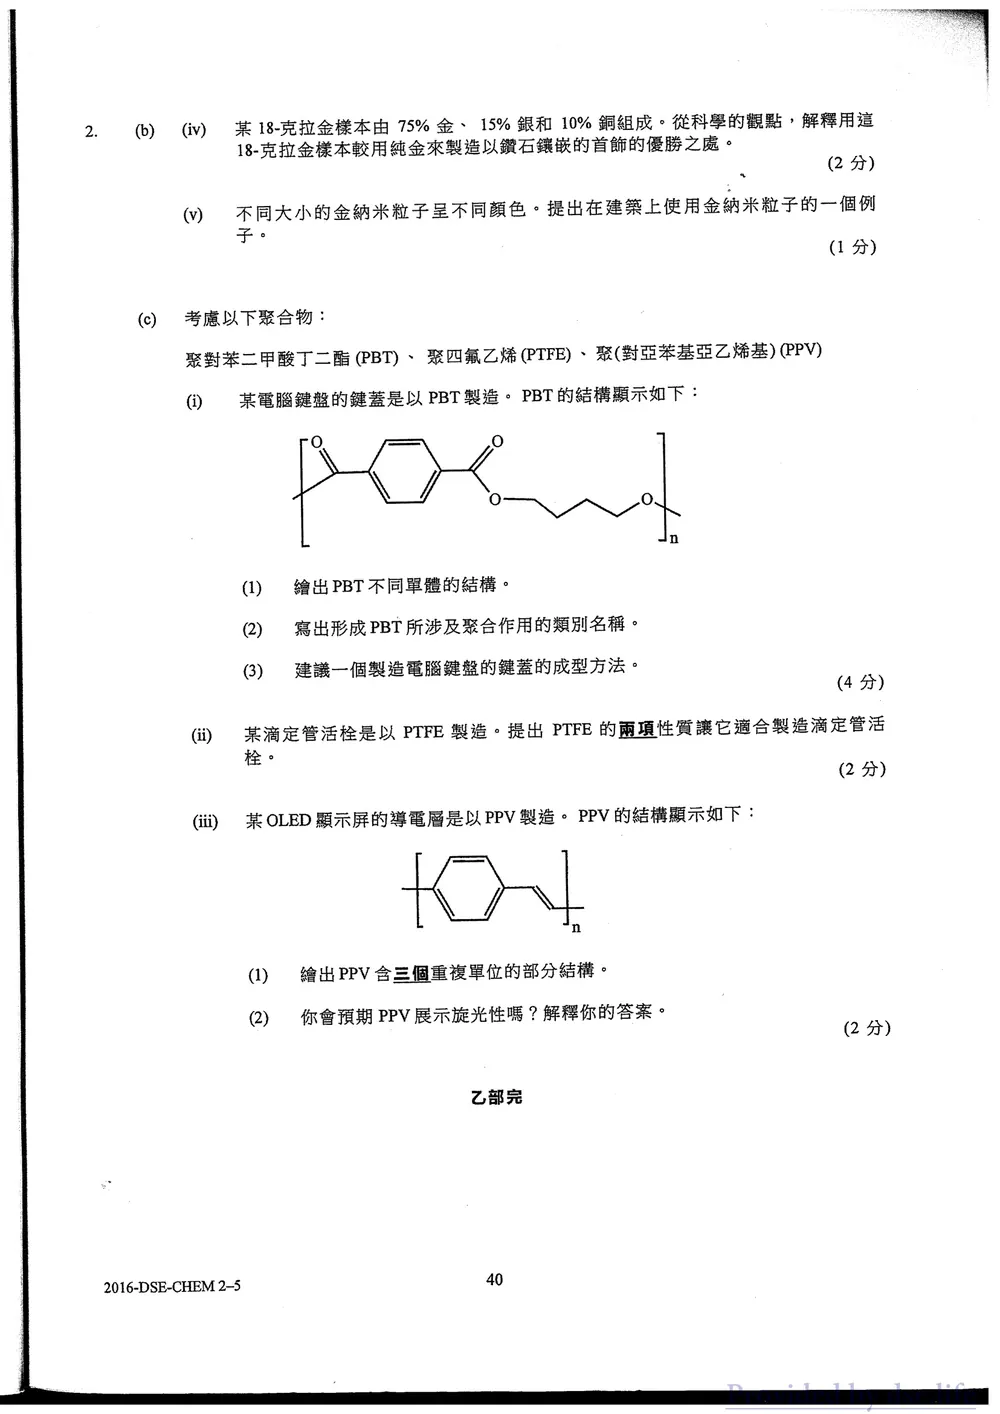 2. (b) (iv) 某 18-克拉金樣本由 75% 金、 15% 銀和 10% 銅組成。從科學的觀點，解釋用這
18-克拉金樣本較用純金來製造以鑽石鑲嵌的首飾的優勝之處。
(2 分)
(v) 不同大小的金納米粒子呈不同顏色。提出在建築上使用金納米粒子的一個例
子。
(1 分)
(c) 考慮以下聚合物：
聚對苯二甲酸丁二酯 (PBT) 、 聚四氟乙烯 (PTFE) 、 聚(對亞苯基亞乙烯基) (PPV)
(i) 某電腦鍵盤的鍵蓋是以 PBT 製造。 PBT 的結構顯示如下：
O O
O O
n
(1) 繪出 PBT 不同單體的結構。
(2) 寫出形成 PBT 所涉及聚合作用的類別名稱。
(3) 建議一個製造電腦鍵盤的鍵蓋的成型方法。
(4 分)
(ii) 某滴定管活栓是以 PTFE 製造。提出 PTFE 的兩項性質讓它適合製造滴定管活
栓。
(2 分)
(iii) 某 OLED 顯示屏的導電層是以 PPV 製造。 PPV 的結構顯示如下：
n
(1) 繪出 PPV 含三個重複單位的部分結構。
(2) 你會預期 PPV 展示旋光性嗎？解釋你的答案。
(2 分)
乙部完
2016-DSE-CHEM 2–5
40